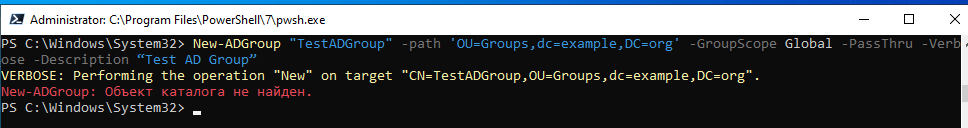 Administrator: C:\Program Files\PowerShell\7\pwsh.exe
PS C:\Windows\System32> New-ADGroup "TestADGroup" -path 'OU=Groups,dc=example,DC=org' -GroupScope Global -PassThru -Verb
ose -Description “Test AD Group”
VERBOSE: Performing the operation "New" on target "CN=TestADGroup,OU=Groups,dc=example,DC=org".
New-ADGroup: Объект каталога не найден.
PS C:\Windows\System32>